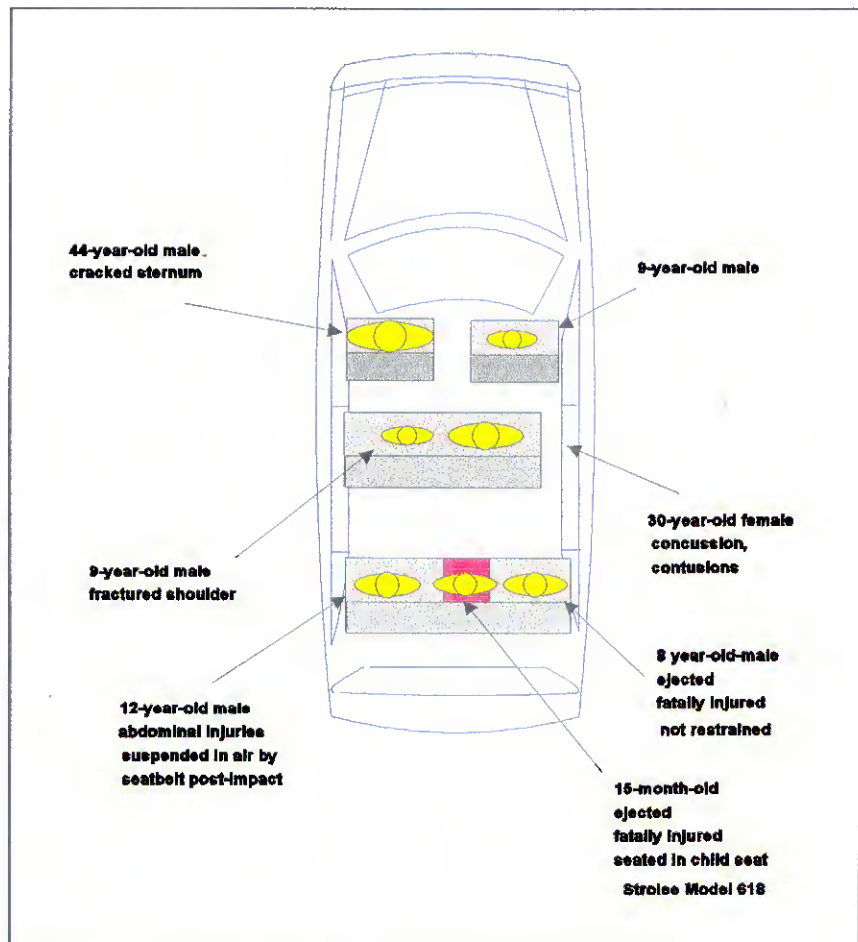 44-year-old male
cracked sternum
9-year-old male
9-year-old male
fractured shoulder
30-year-old female
concussion,
contusions
12-year-old male
abdominal injuries
suspended in air by
seatbelt post-impact
8 year-old-male
ejected
fatally injured
not restrained
15-month-old
ejected
fatally injured
seated in child seat
Strolee Model 618